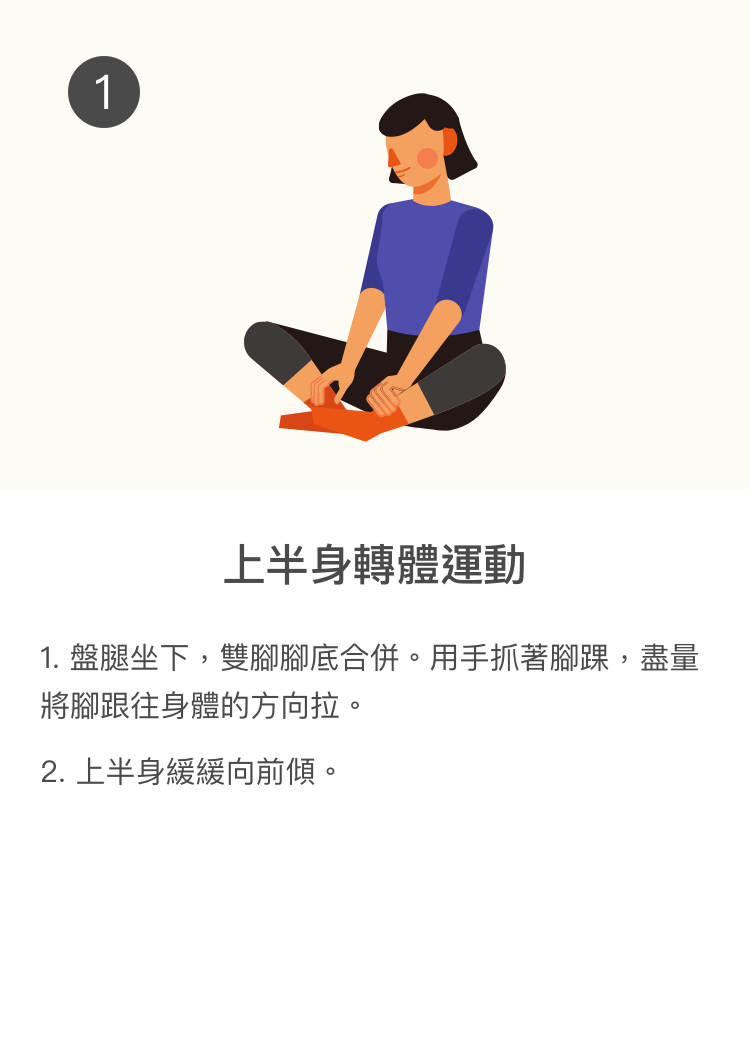 1
上半身轉體運動
1. 盤腿坐下，雙腳腳底合併。用手抓著腳踝，盡量
將腳跟往身體的方向拉。
2. 上半身緩緩向前傾。